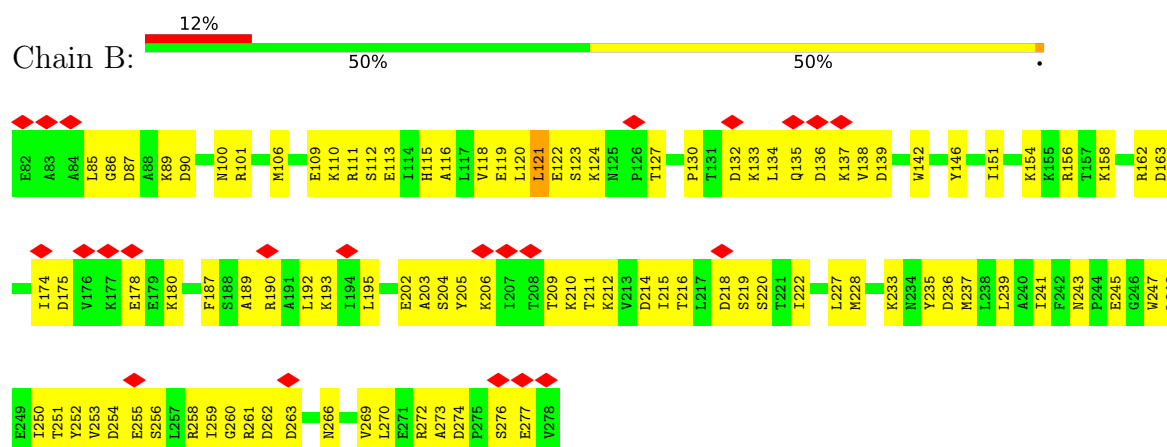 12%
Chain B:
50% 50% •
E82 A83 A84 L85 G86 D87 A88 K89 D90 N100 R101 M106 E109 K110 R111 S112 E113 I114 H115 A116 L117 V118 E119 L120 L121 E122 S123 K124 N125 P126 T127 P130 T131 D132 K133 L134 Q135 D136 K137 V138 D139 W142 Y146 I151 K154 K155 R156 T157 K158 R162 D163
I174 D175 V176 K177 E178 E179 K180 F187 S188 A189 R190 A191 L192 K193 I194 L195 E202 A203 S204 Y205 K206 I207 T208 T209 K210 T211 K212 V213 D214 I215 T216 L217 D218 S219 S220 T221 I222 L227 M228 K233 N234 Y235 D236 M237 L238 L239 A240 I241 F242 N243 P244 E245 G246 W247
E249 I250 T251 Y252 V253 D254 E255 S256 L257 R258 I259 G260 R261 D262 D263 N266 V269 L270 E271 R272 A273 D274 P275 S276 E277 V278